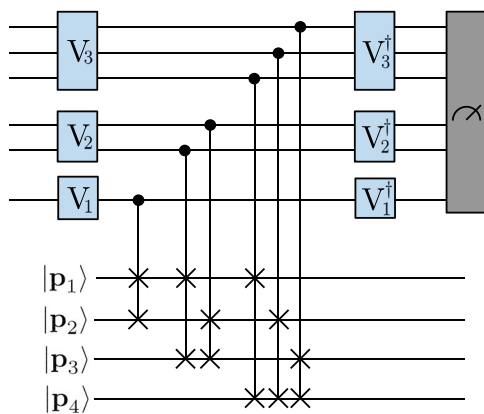 V₃ V₃†
V₂ V₂†
V₁ V₁†
|p₁⟩
|p₂⟩
|p₃⟩
|p₄⟩